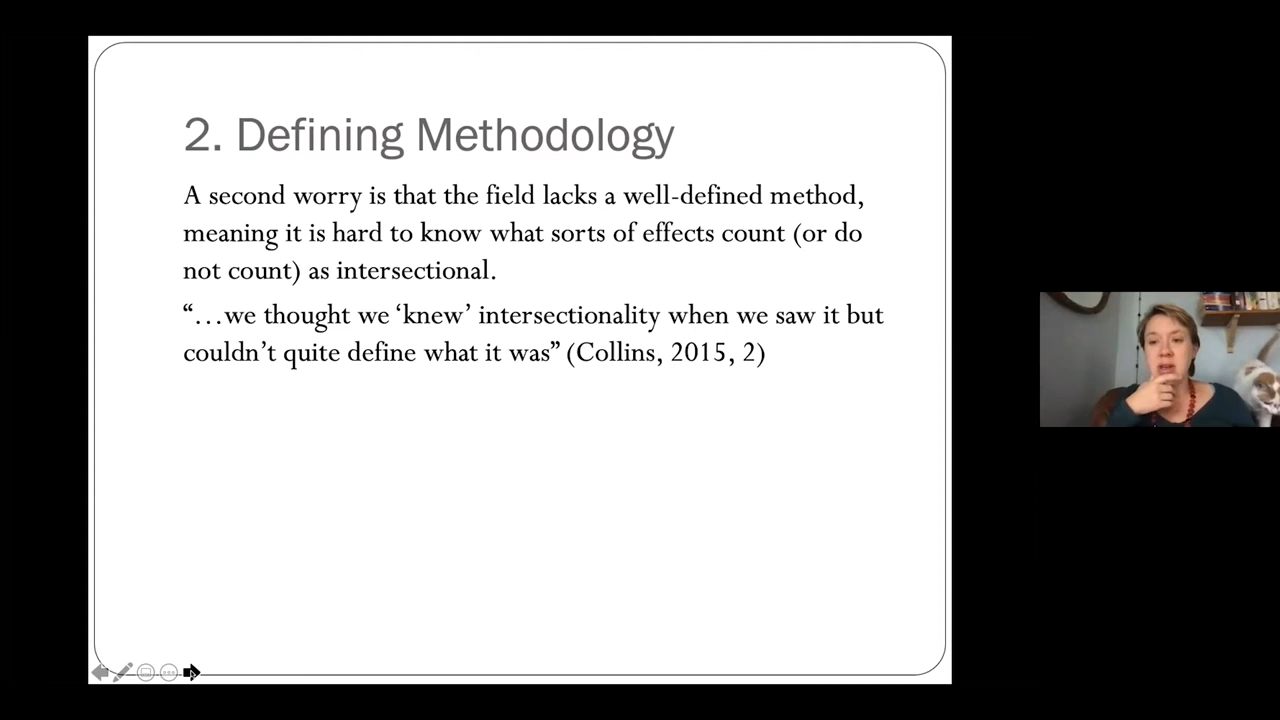 2. Defining Methodology
A second worry is that the field lacks a well-defined method,
meaning it is hard to know what sorts of effects count (or do
not count) as intersectional.
“…we thought we ‘knew’ intersectionality when we saw it but
couldn’t quite define what it was” (Collins, 2015, 2)